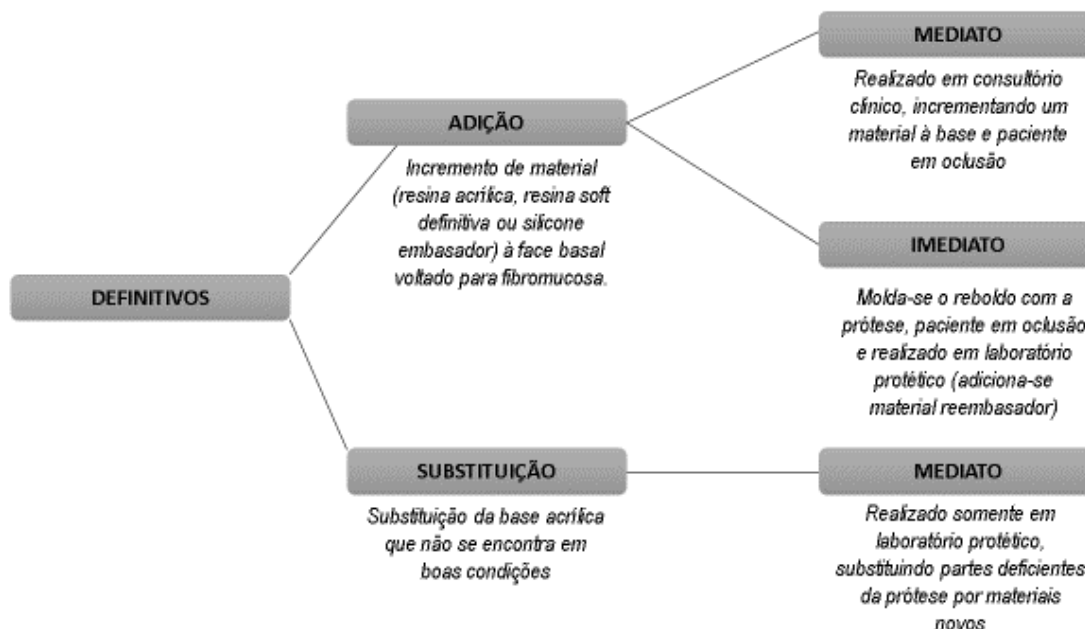 DEFINITIVOS
ADIÇÃO
Incremento de material
(resina acrílica, resina soft
definitiva ou silicone
embasador) à face basal
voltado para fibromucosa.
MEDIATO
Realizado em consultório
clínico, incrementando um
material à base e paciente
em oclusão
IMEDIATO
Molda-se o reboldo com a
prótese, paciente em oclusão
e realizado em laboratório
protético (adiciona-se
material reembasador)
SUBSTITUIÇÃO
Substituição da base acrílica
que não se encontra em
boas condições
MEDIATO
Realizado somente em
laboratório protético,
substituindo partes deficientes
da prótese por materiais
novos